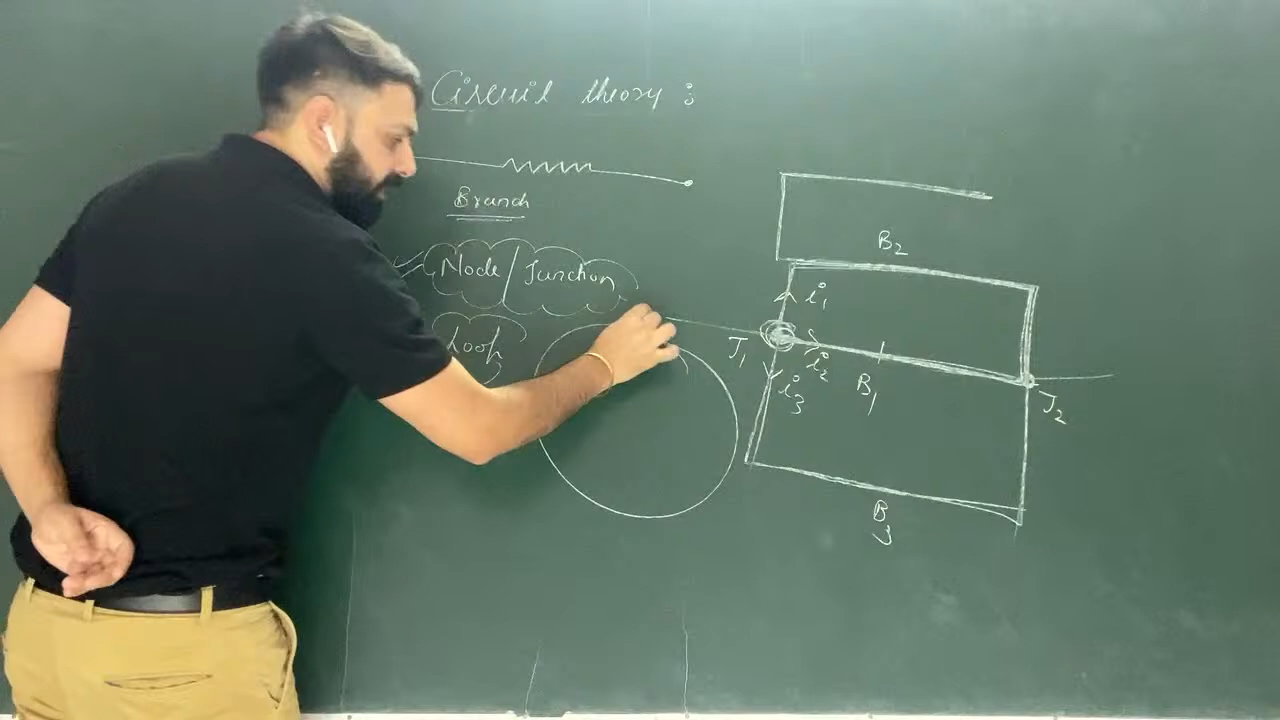 Circuit theory :
Branch
Node/Junction
Loop
B2
i1
J1
i2
i3
B1
J2
B3